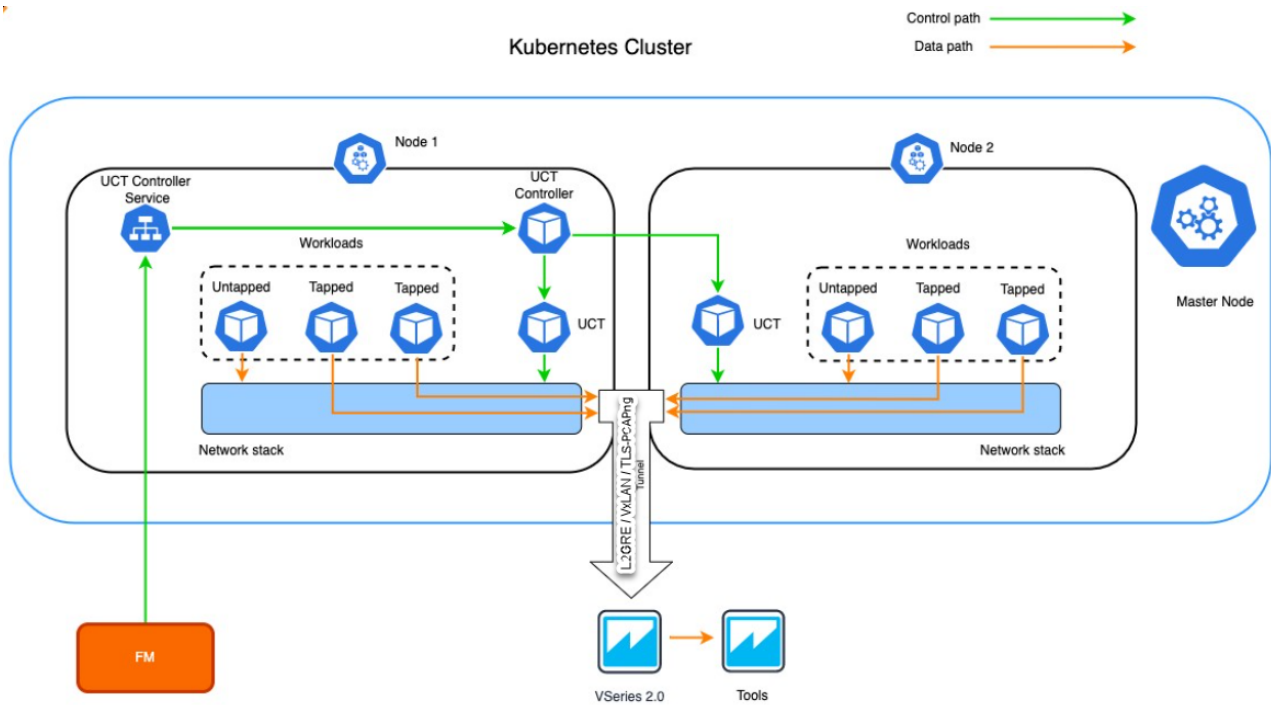 Control path
Data path
Kubernetes Cluster
Node 1
Node 2
UCT Controller
Service
UCT
Controller
Workloads
Untapped
Tapped
Tapped
UCT
Network stack
Workloads
Untapped
Tapped
Tapped
UCT
Network stack
Master Node
L2GRE / VxLAN / TLS-PCAPng
Tunnel
FM
VSeries 2.0
Tools